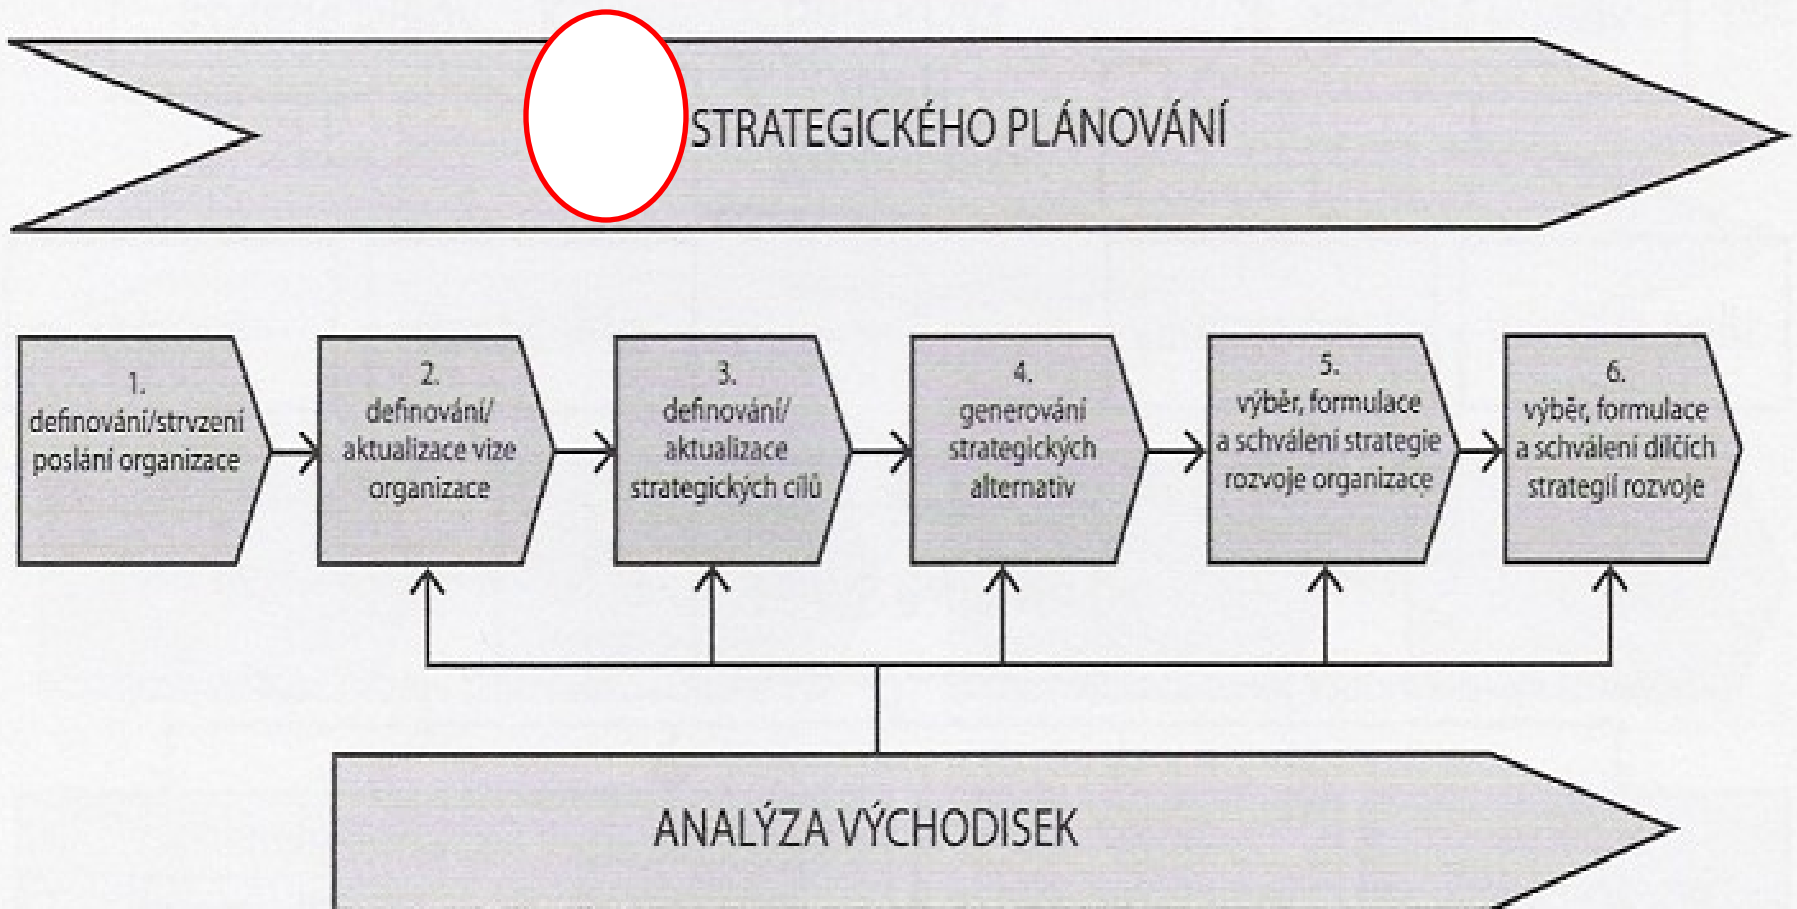 STRATEGICKÉHO PLÁNOVÁNÍ
1.
definování/strvzení
poslání organizace
2.
definování/
aktualizace vize
organizace
3.
definování/
aktualizace
strategických cílů
4.
generování
strategických
alternativ
5.
výběr, formulace
a schválení strategie
rozvoje organizace
6.
výběr, formulace
a schválení dílčích
strategií rozvoje
ANALÝZA VÝCHODISEK